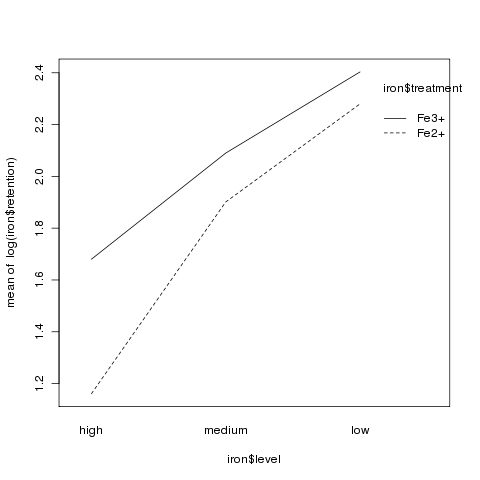 mean of log(iron$retention)
2.4
2.2
2.0
1.8
1.6
1.4
1.2
iron$treatment
Fe3+
Fe2+
high medium low
iron$level